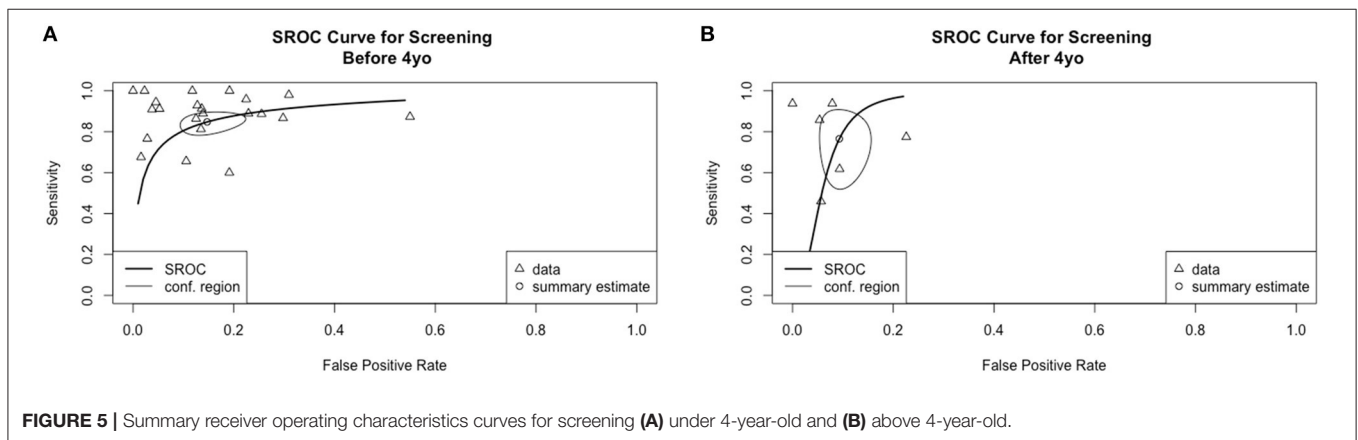 A
SROC Curve for Screening
Before 4yo
Sensitivity
1.0
0.8
0.6
0.4
0.2
0.0
SROC
conf. region
data
summary estimate
0.0 0.2 0.4 0.6 0.8 1.0
False Positive Rate
B
SROC Curve for Screening
After 4yo
Sensitivity
1.0
0.8
0.6
0.4
0.2
0.0
SROC
conf. region
data
summary estimate
0.0 0.2 0.4 0.6 0.8 1.0
False Positive Rate
FIGURE 5 | Summary receiver operating characteristics curves for screening (A) under 4-year-old and (B) above 4-year-old.